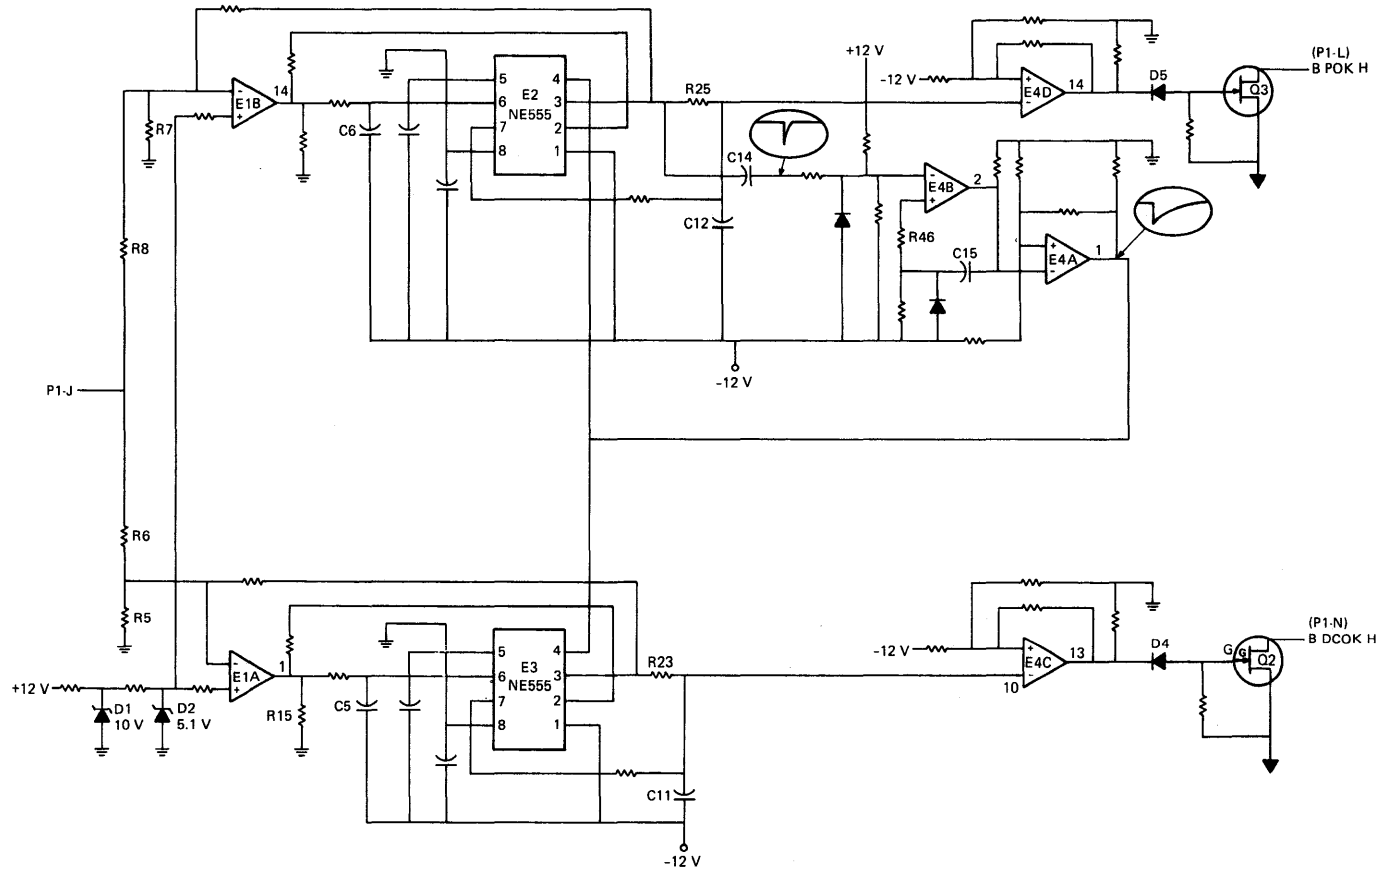 +12 V
-12 V
14
D5
(P1-L)
B POK H
Q3
E4D
- +
E1B
14
R7
C6
5 4
6 E2 3
NE555
7 2
8 1
R25
C14
C12
E4B
2
R46
C15
E4A
1
R8
-12 V
P1-J
R6
R5
+12 V
D1
10 V
D2
5.1 V
E1A
1
R15
C5
5 4
6 E3 3
NE555
7 2
8 1
R23
C11
-12 V
-12 V
E4C
13
10
D4
G G
Q2
(P1-N)
B DCOK H